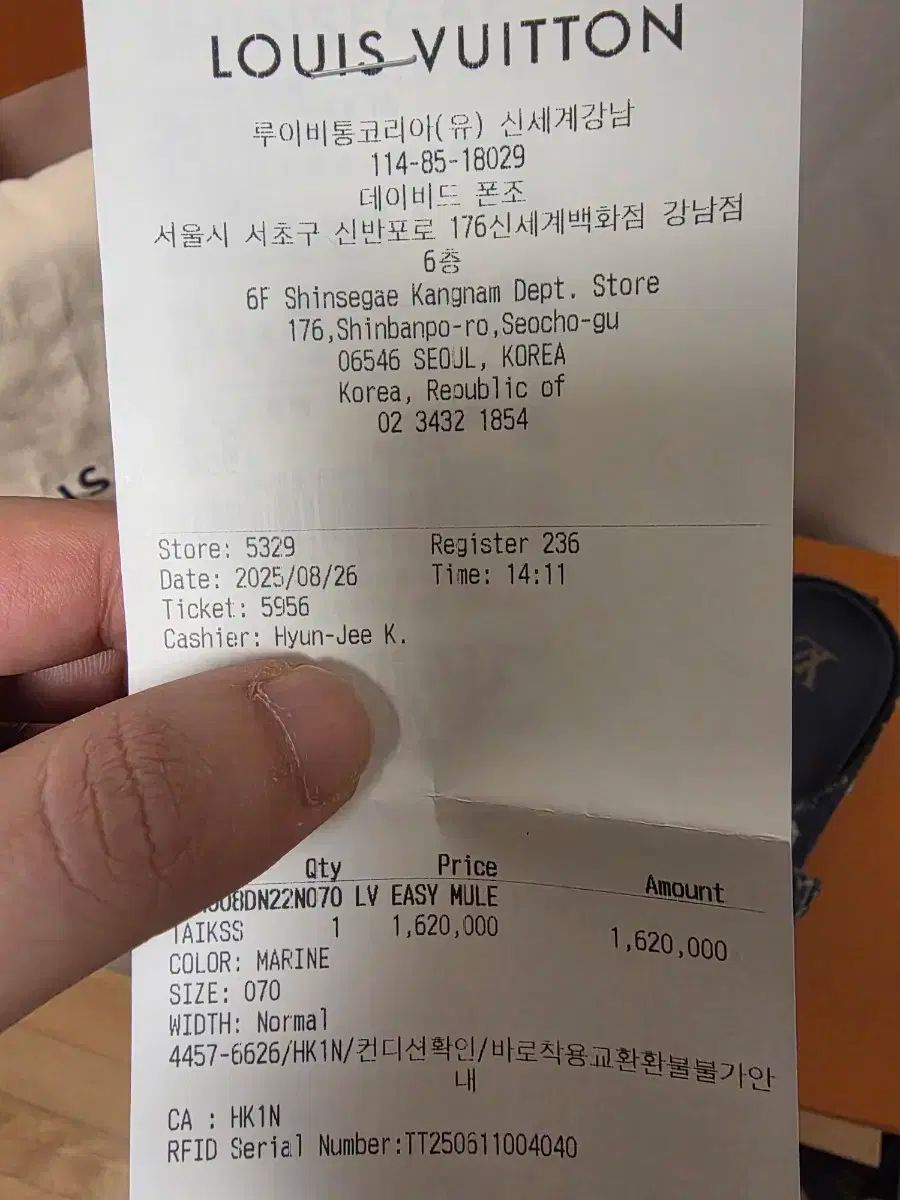 LOUIS VUITTON
루이비통코리아(유) 신세계강남
114-85-18029
데이비드 폰조
서울시 서초구 신반포로 176신세계백화점 강남점
6층
6F Shinsegae Kangnam Dept. Store
176,Shinbanpo-ro,Seocho-gu
06546 SEOUL, KOREA
Korea, Republic of
02 3432 1854
Store: 5329 Register 236
Date: 2025/08/26 Time: 14:11
Ticket: 5956
Cashier: Hyun-Jee K.
Qty Price Amount
LV EASY MULE
TAIKSS 1 1,620,000 1,620,000
COLOR: MARINE
SIZE: 070
WIDTH: Normal
4457-6626/HK1N/컨디션확인/바로착용교환환불불가안
내
CA : HK1N
RFID Serial Number:TT250611004040